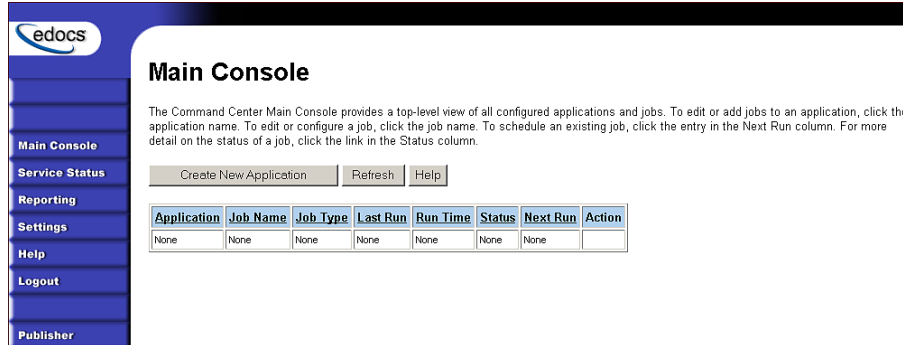 edocs
Main Console
The Command Center Main Console provides a top-level view of all configured applications and jobs. To edit or add jobs to an application, click the
application name. To edit or configure a job, click the job name. To schedule an existing job, click the entry in the Next Run column. For more
detail on the status of a job, click the link in the Status column.
Create New Application Refresh Help
Application Job Name Job Type Last Run Run Time Status Next Run Action
None None None None None None None
Main Console
Service Status
Reporting
Settings
Help
Logout
Publisher